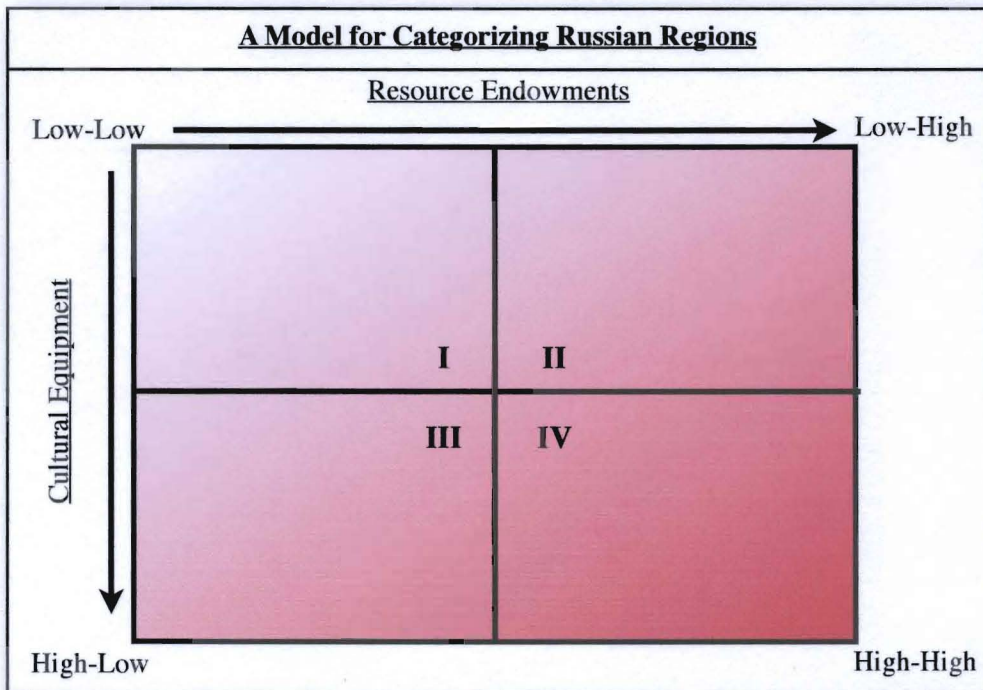 A Model for Categorizing Russian Regions
Resource Endowments
Low-Low
Low-High
Cultural Equipment
I
II
III
IV
High-Low
High-High